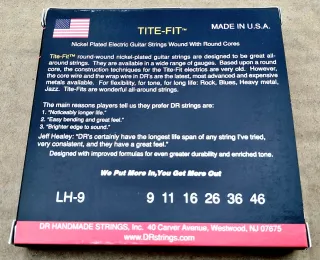 TITE-FIT™
MADE IN U.S.A.
Nickel Plated Electric Guitar Strings Wound With Round Cores
Tite-Fit™ round-wound nickel-plated guitar strings are designed to be great all-
around strings. They are available in a wide range of gauges. Based upon a round
core, the construction techniques for the Tite-Fit electrics are very old. However,
the core wire and the wrap wire in DR's are the latest, most advanced and expensive
metals available. For flexibility, for tone, for long life: Rock, Blues, Heavy metal,
Jazz. Tite-Fits are wonderful all-around strings.
The main reasons players tell us they prefer DR strings are:
1. "Noticeably longer life."
2. "Easy bending and great feel."
3. "Brighter edge to sound."
Jeff Healey: "DR's certainly have the longest life span of any string I've tried,
very consistent, and they have a great feel."
Designed with improved formulas for even greater durability and enriched tone.
We Put More In,You Get More Out
LH-9 9 11 16 26 36 46
DR HANDMADE STRINGS, Inc. 40 Carver Avenue, Westwood, NJ 07675
www.DRstrings.com